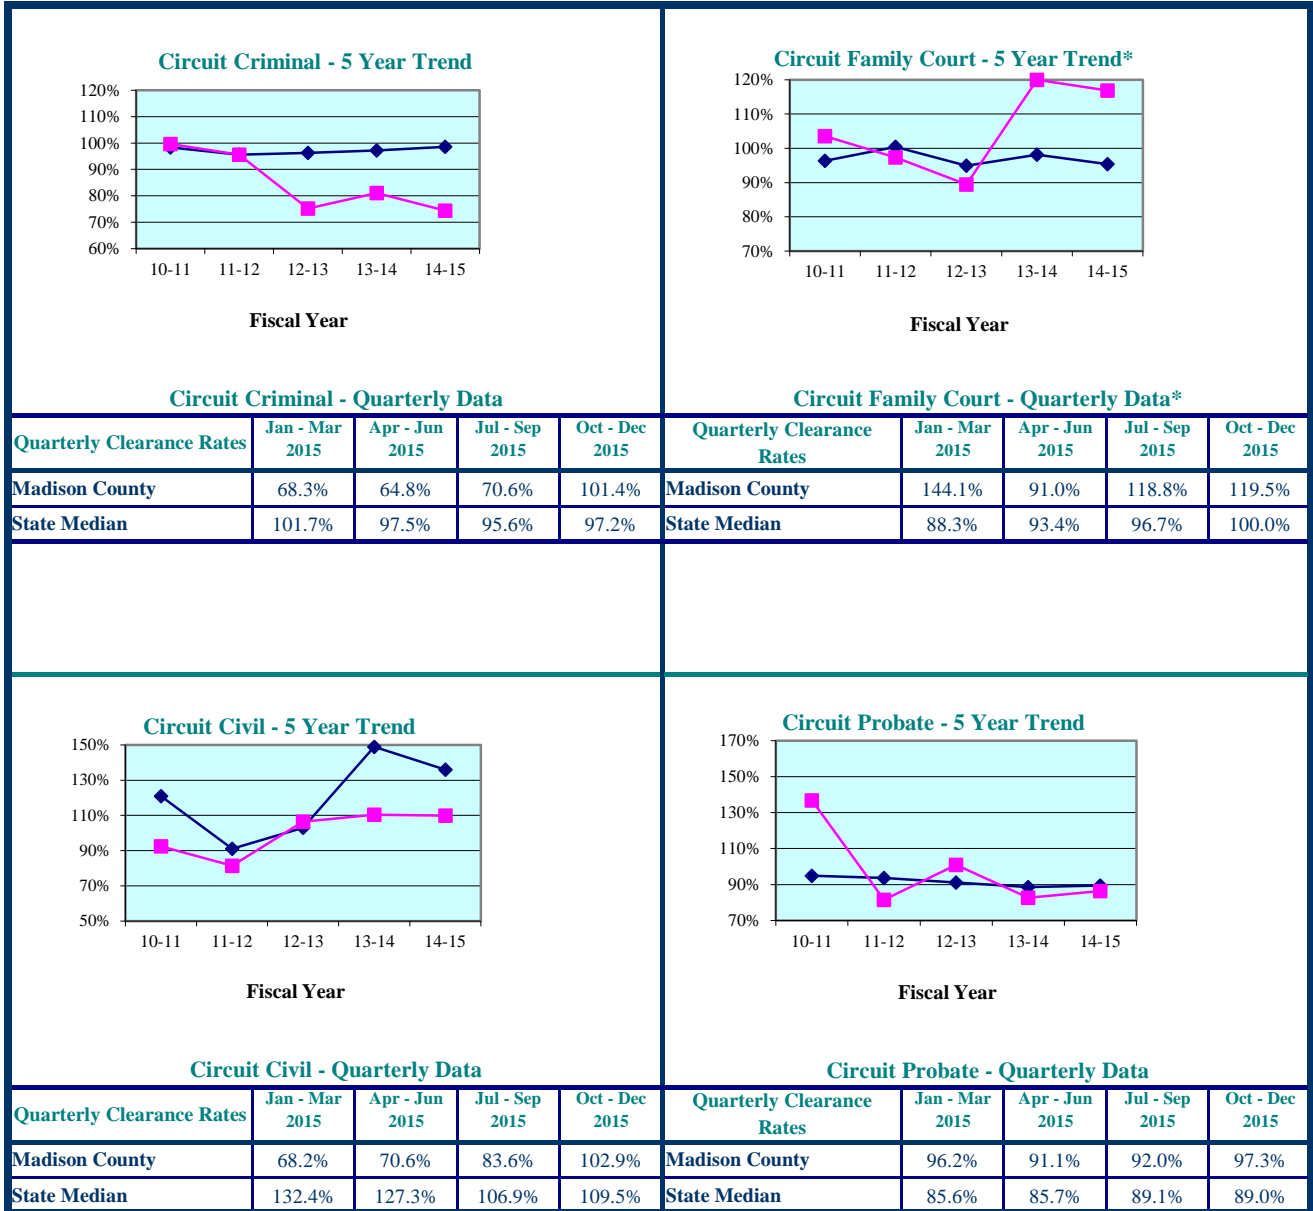 Circuit Criminal - 5 Year Trend
120%
110%
100%
90%
80%
70%
60%
10-11 11-12 12-13 13-14 14-15
Fiscal Year
Circuit Criminal - Quarterly Data
Quarterly Clearance Rates Jan - Mar 2015 Apr - Jun 2015 Jul - Sep 2015 Oct - Dec 2015
Madison County 68.3% 64.8% 70.6% 101.4%
State Median 101.7% 97.5% 95.6% 97.2%
Circuit Family Court - 5 Year Trend*
120%
110%
100%
90%
80%
70%
10-11 11-12 12-13 13-14 14-15
Fiscal Year
Circuit Family Court - Quarterly Data*
Quarterly Clearance Rates Jan - Mar 2015 Apr - Jun 2015 Jul - Sep 2015 Oct - Dec 2015
Madison County 144.1% 91.0% 118.8% 119.5%
State Median 88.3% 93.4% 96.7% 100.0%
Circuit Civil - 5 Year Trend
150%
130%
110%
90%
70%
50%
10-11 11-12 12-13 13-14 14-15
Fiscal Year
Circuit Civil - Quarterly Data
Quarterly Clearance Rates Jan - Mar 2015 Apr - Jun 2015 Jul - Sep 2015 Oct - Dec 2015
Madison County 68.2% 70.6% 83.6% 102.9%
State Median 132.4% 127.3% 106.9% 109.5%
Circuit Probate - 5 Year Trend
170%
150%
130%
110%
90%
70%
10-11 11-12 12-13 13-14 14-15
Fiscal Year
Circuit Probate - Quarterly Data
Quarterly Clearance Rates Jan - Mar 2015 Apr - Jun 2015 Jul - Sep 2015 Oct - Dec 2015
Madison County 96.2% 91.1% 92.0% 97.3%
State Median 85.6% 85.7% 89.1% 89.0%